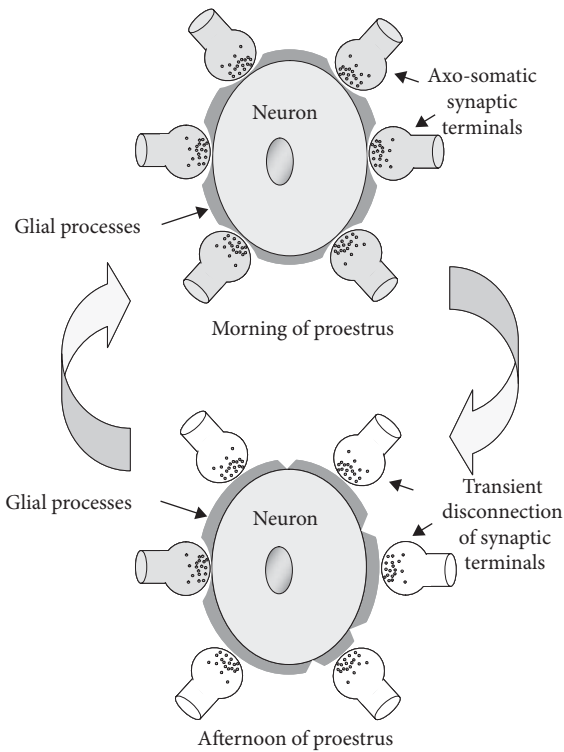 Axo-somatic
synaptic
terminals
Neuron
Glial processes
Morning of proestrus
Glial processes
Neuron
Transient
disconnection
of synaptic
terminals
Afternoon of proestrus